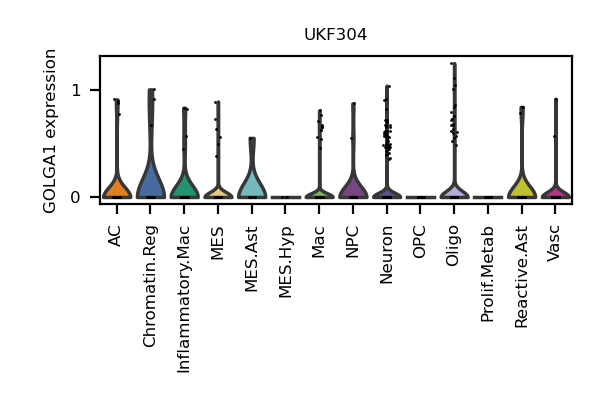 UKF304
GOLGA1 expression
1
0
AC
Chromatin.Reg
Inflammatory.Mac
MES
MES.Ast
MES.Hyp
Mac
NPC
Neuron
OPC
Oligo
Prolif.Metab
Reactive.Ast
Vasc